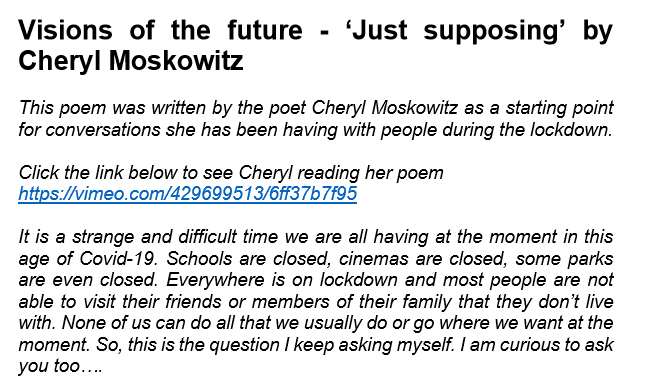 Visions of the future - ‘Just supposing’ by
Cheryl Moskowitz
This poem was written by the poet Cheryl Moskowitz as a starting point
for conversations she has been having with people during the lockdown.
Click the link below to see Cheryl reading her poem
https://vimeo.com/429699513/6ff37b7f95
It is a strange and difficult time we are all having at the moment in this
age of Covid-19. Schools are closed, cinemas are closed, some parks
are even closed. Everywhere is on lockdown and most people are not
able to visit their friends or members of their family that they don’t live
with. None of us can do all that we usually do or go where we want at the
moment. So, this is the question I keep asking myself. I am curious to ask
you too….